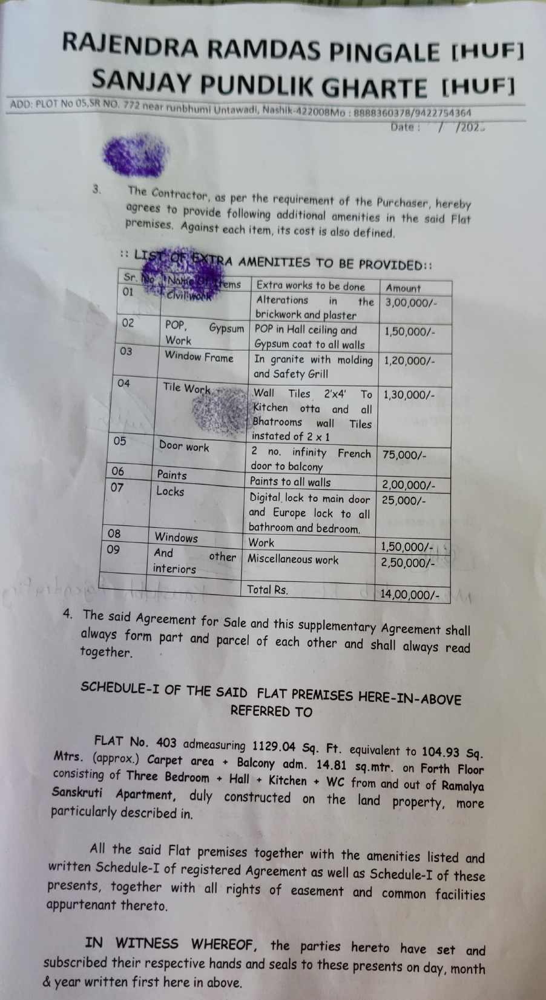 RAJENDRA RAMDAS PINGALE [HUF]
SANJAY PUNDLIK GHARTE [HUF]
ADD: PLOT No 05,SR NO. 772 near runbhumi Untawadi, Nashik-422008Mo : 8888360378/9422754364
Date : / /202
3. The Contractor, as per the requirement of the Purchaser, hereby
agrees to provide following additional amenities in the said Flat
premises. Against each item, its cost is also defined.
:: LIST OF EXTRA AMENITIES TO BE PROVIDED::
Sr. No Name Of Items Extra works to be done Amount
01 Civil work Alterations in the 3,00,000/-
brickwork and plaster
02 POP, Gypsum POP in Hall ceiling and 1,50,000/-
Work Gypsum coat to all walls
03 Window Frame In granite with molding 1,20,000/-
and Safety Grill
04 Tile Work Wall Tiles 2'x4' To 1,30,000/-
Kitchen otta and all
Bhatrooms wall Tiles
instated of 2 x 1
05 Door work 2 no. infinity French 75,000/-
door to balcony
06 Paints Paints to all walls 2,00,000/-
07 Locks Digital lock to main door 25,000/-
and Europe lock to all
bathroom and bedroom.
08 Windows Work 1,50,000/-
09 And other Miscellaneous work 2,50,000/-
interiors
Total Rs. 14,00,000/-
4. The said Agreement for Sale and this supplementary Agreement shall
always form part and parcel of each other and shall always read
together.
SCHEDULE-I OF THE SAID FLAT PREMISES HERE-IN-ABOVE
REFERRED TO
FLAT No. 403 admeasuring 1129.04 Sq. Ft. equivalent to 104.93 Sq.
Mtrs. (approx.) Carpet area + Balcony adm. 14.81 sq.mtr. on Forth Floor
consisting of Three Bedroom + Hall + Kitchen + WC from and out of Ramalya
Sanskruti Apartment, duly constructed on the land property, more
particularly described in.
All the said Flat premises together with the amenities listed and
written Schedule-I of registered Agreement as well as Schedule-I of these
presents, together with all rights of easement and common facilities
appurtenant thereto.
IN WITNESS WHEREOF, the parties hereto have set and
subscribed their respective hands and seals to these presents on day, month
& year written first here in above.